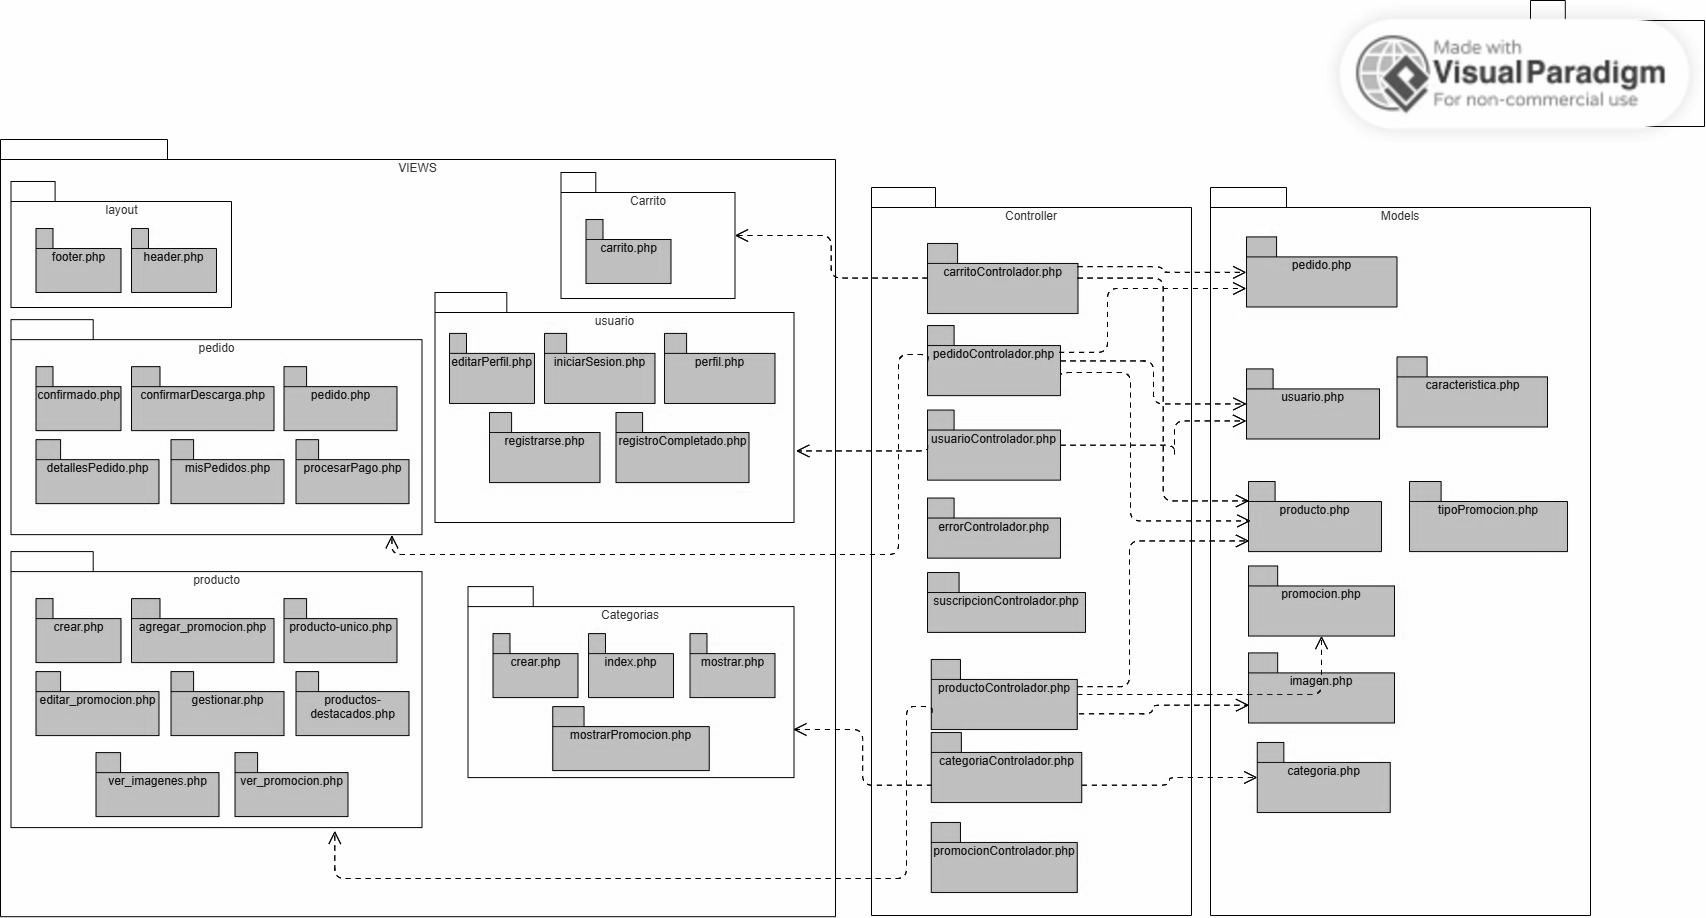 Made with
Visual Paradigm
For non-commercial use
VIEWS
layout
footer.php
header.php
Carrito
carrito.php
pedido
confirmado.php
confirmarDescarga.php
pedido.php
detallesPedido.php
misPedidos.php
procesarPago.php
usuario
editarPerfil.php
iniciarSesion.php
perfil.php
registrarse.php
registroCompletado.php
producto
crear.php
agregar_promocion.php
producto-unico.php
editar_promocion.php
gestionar.php
productos-
destacados.php
ver_imagenes.php
ver_promocion.php
Categorias
crear.php
index.php
mostrar.php
mostrarPromocion.php
Controller
carritoControlador.php
pedidoControlador.php
usuarioControlador.php
errorControlador.php
suscripcionControlador.php
productoControlador.php
categoriaControlador.php
promocionControlador.php
Models
pedido.php
usuario.php
caracteristica.php
producto.php
tipoPromocion.php
promocion.php
imagen.php
categoria.php